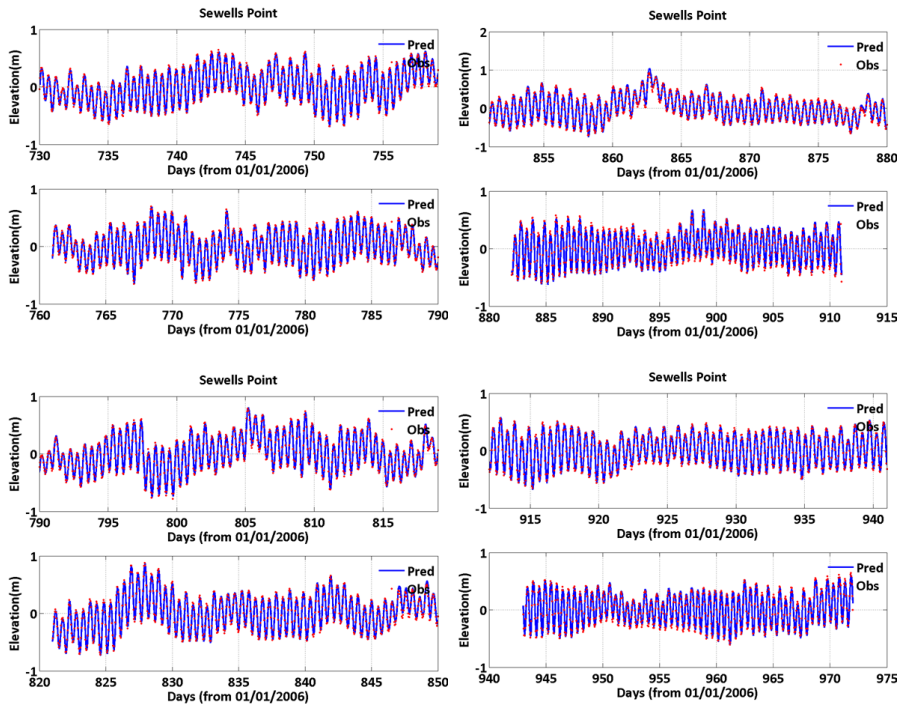 Sewells Point
1
0
-1
Elevation(m)
Pred
Obs
730 735 740 745 750 755
Days (from 01/01/2006)
1
0
-1
Elevation(m)
Pred
Obs
760 765 770 775 780 785 790
Days (from 01/01/2006)
Sewells Point
2
1
0
-1
Elevation(m)
Pred
Obs
855 860 865 870 875 880
Days (from 01/01/2006)
1
0
-1
Elevation(m)
Pred
Obs
880 885 890 895 900 905 910 915
Days (from 01/01/2006)
Sewells Point
1
0
-1
Elevation(m)
Pred
Obs
790 795 800 805 810 815
Days (from 01/01/2006)
1
0
-1
Elevation(m)
Pred
Obs
820 825 830 835 840 845 850
Days (from 01/01/2006)
Sewells Point
1
0
-1
Elevation(m)
Pred
Obs
915 920 925 930 935 940
Days (from 01/01/2006)
1
0
-1
Elevation(m)
Pred
Obs
940 945 950 955 960 965 970 975
Days (from 01/01/2006)